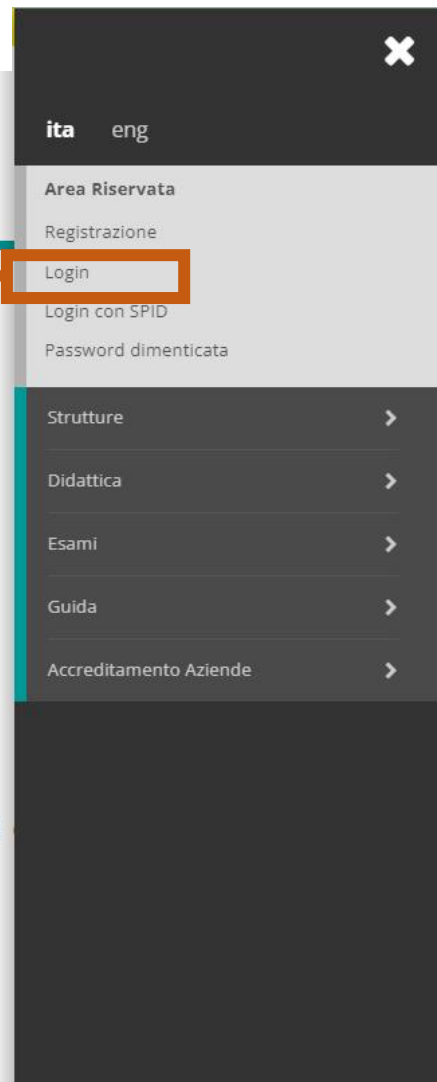 ita eng
Area Riservata
Registrazione
Login
Login con SPID
Password dimenticata
Strutture
Didattica
Esami
Guida
Accreditamento Aziende